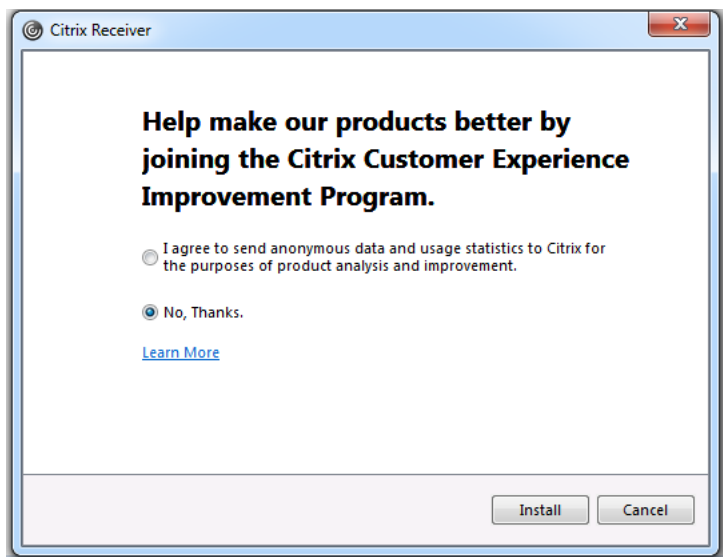 Citrix Receiver
Help make our products better by
joining the Citrix Customer Experience
Improvement Program.
I agree to send anonymous data and usage statistics to Citrix for
the purposes of product analysis and improvement.
No, Thanks.
Learn More
Install
Cancel